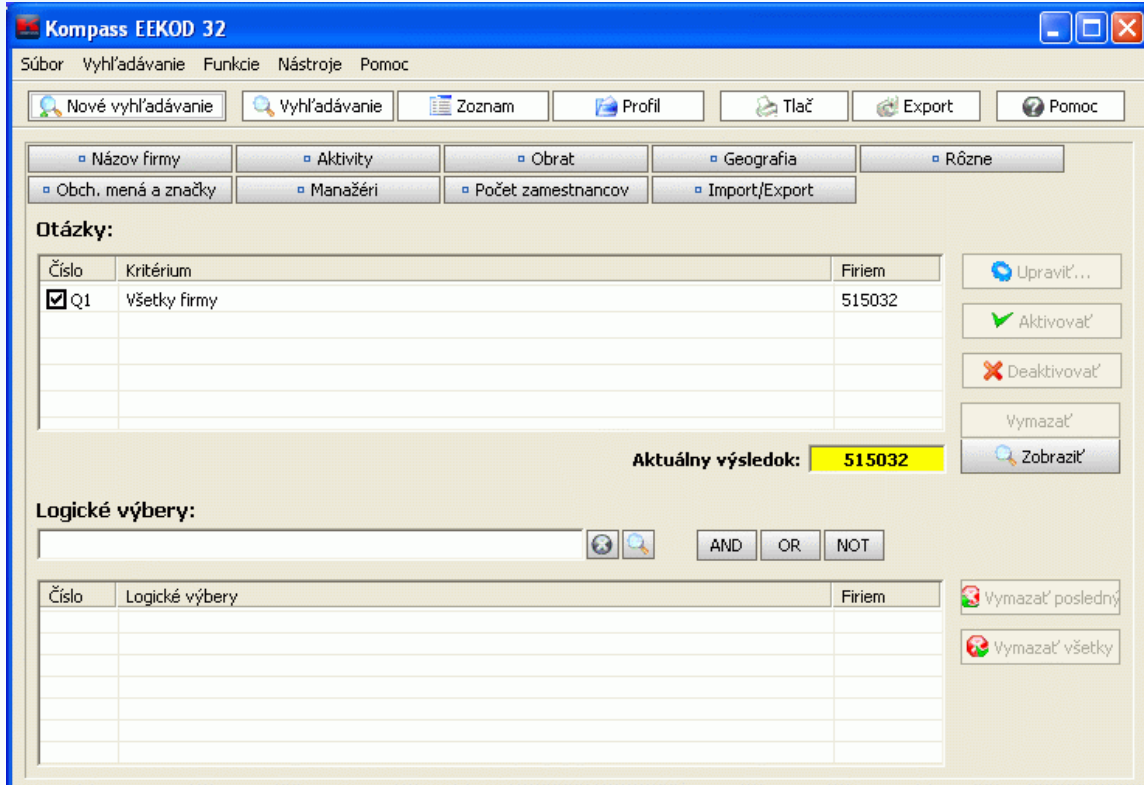 Kompass EEKOD 32
Súbor Vyhľadávanie Funkcie Nástroje Pomoc
Nové vyhľadávanie Vyhľadávanie Zoznam Profil Tlač Export Pomoc
Názov firmy Aktivity Obrat Geografia Rôzne
Obch. mená a značky Manažéri Počet zamestnancov Import/Export
Otázky:
Číslo Kritérium Firiem
Q1 Všetky firmy 515032
Upraviť...
Aktivovať
Deaktivovať
Vymazať
Aktuálny výsledok: 515032 Zobraziť
Logické výbery:
AND OR NOT
Číslo Logické výbery Firiem
Vymazať posledný
Vymazať všetky